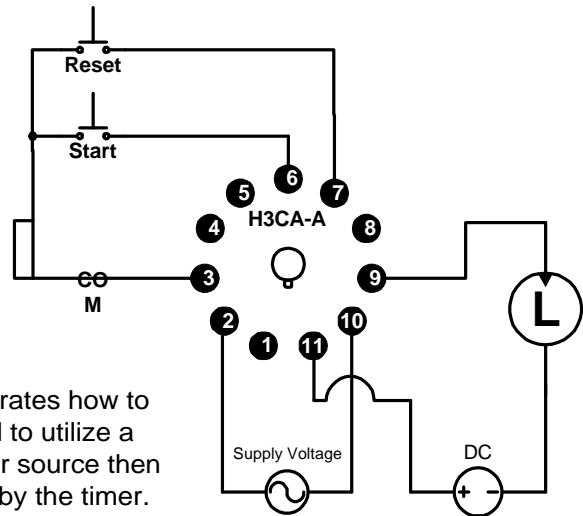 Reset
Start
6
5
7
H3CA-A
4
8
CO
M
3
9
L
2
10
1
11
rates how to
l to utilize a
r source then
by the timer.
Supply Voltage
DC
+ -